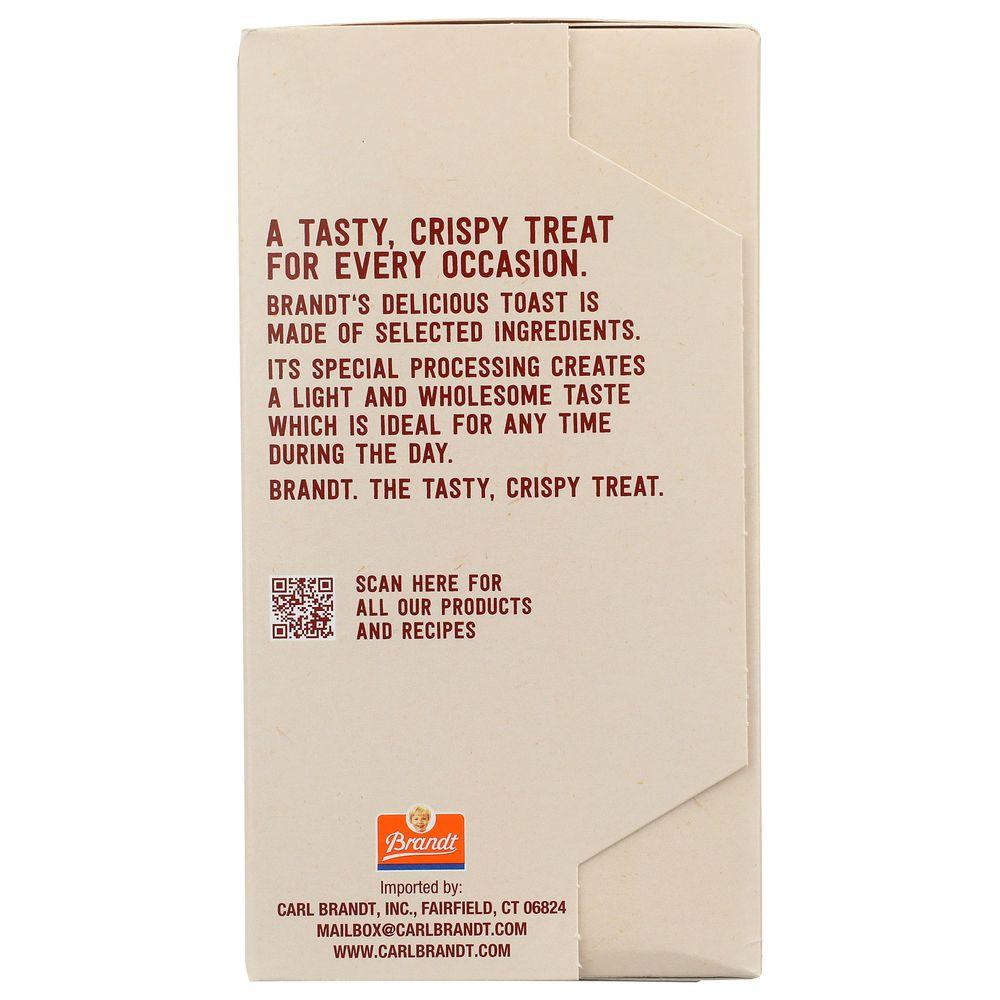 A TASTY, CRISPY TREAT
FOR EVERY OCCASION.
BRANDT'S DELICIOUS TOAST IS
MADE OF SELECTED INGREDIENTS.
ITS SPECIAL PROCESSING CREATES
A LIGHT AND WHOLESOME TASTE
WHICH IS IDEAL FOR ANY TIME
DURING THE DAY.
BRANDT. THE TASTY, CRISPY TREAT.
SCAN HERE FOR
ALL OUR PRODUCTS
AND RECIPES
Brandt
Imported by:
CARL BRANDT, INC., FAIRFIELD, CT 06824
MAILBOX@CARLBRANDT.COM
WWW.CARLBRANDT.COM